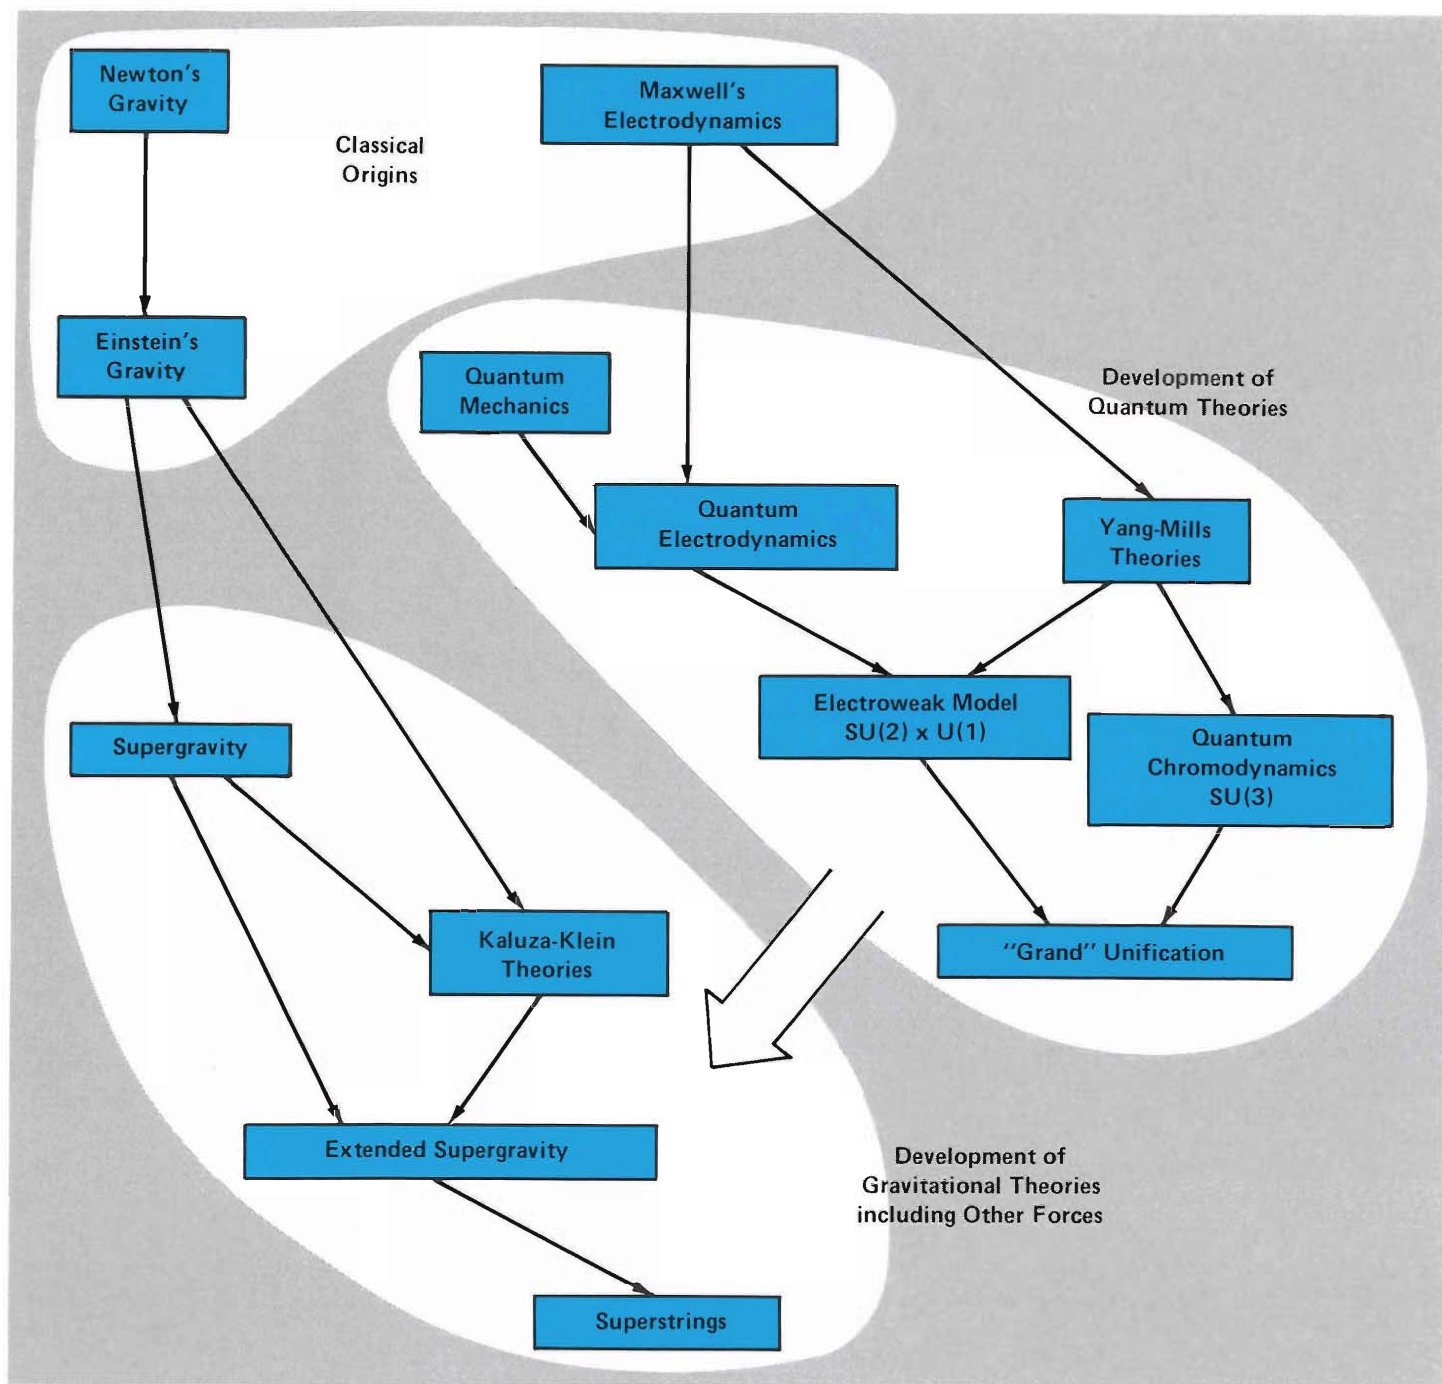 Newton's
Gravity
Maxwell's
Electrodynamics
Classical
Origins
Einstein's
Gravity
Quantum
Mechanics
Development of
Quantum Theories
Quantum
Electrodynamics
Yang-Mills
Theories
Electroweak Model
SU(2) x U(1)
Quantum
Chromodynamics
SU(3)
Supergravity
Kaluza-Klein
Theories
"Grand" Unification
Extended Supergravity
Development of
Gravitational Theories
including Other Forces
Superstrings